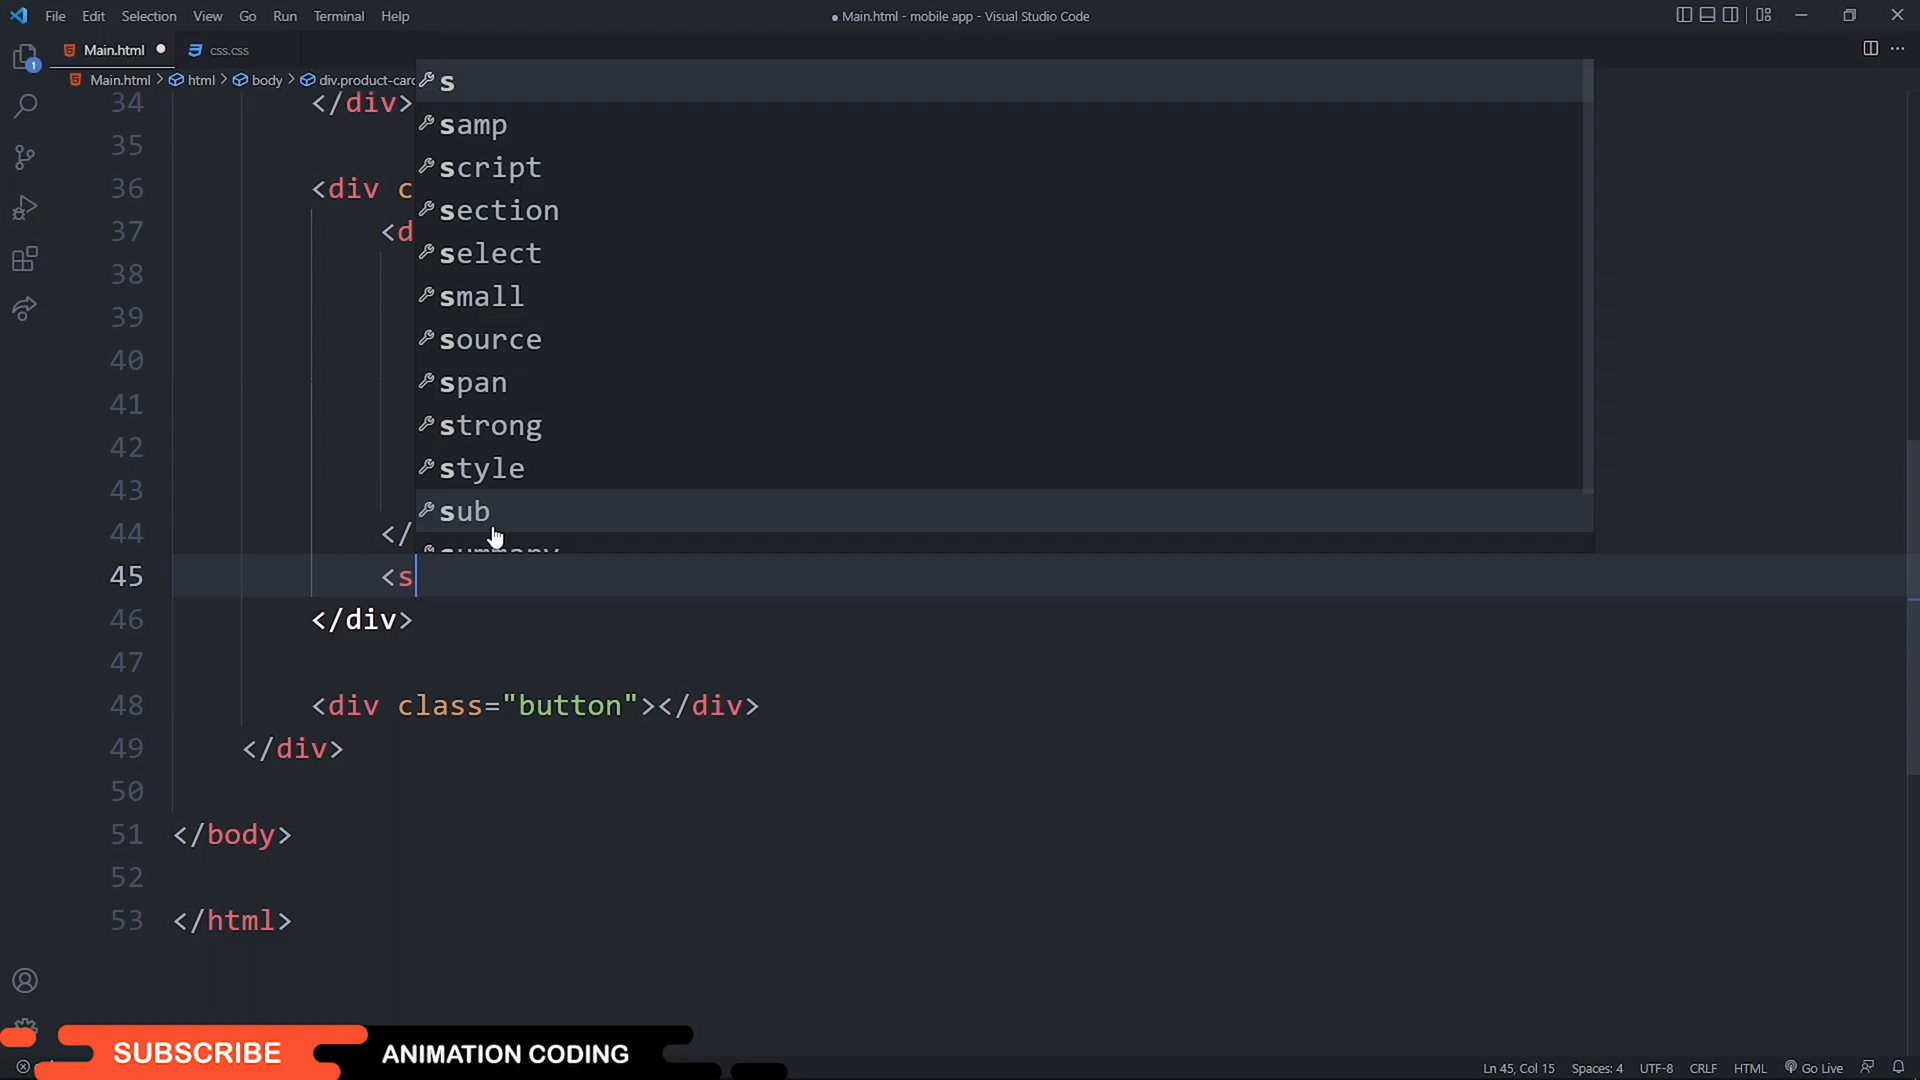 File Edit Selection View Go Run Terminal Help
Main.html - mobile app - Visual Studio Code
Main.html
css.css
1
Main.html > html > body > div.product-card
s
34 </div>
samp
35
script
36 <div c
section
37 <d
select
38
small
39
source
40
span
41
strong
42
style
43
sub
44 </
summary
45 <s
46 </div>
47
48 <div class="button"></div>
49 </div>
50
51 </body>
52
53 </html>
SUBSCRIBE
ANIMATION CODING
Ln 45, Col 15 Spaces: 4 UTF-8 CRLF HTML Go Live